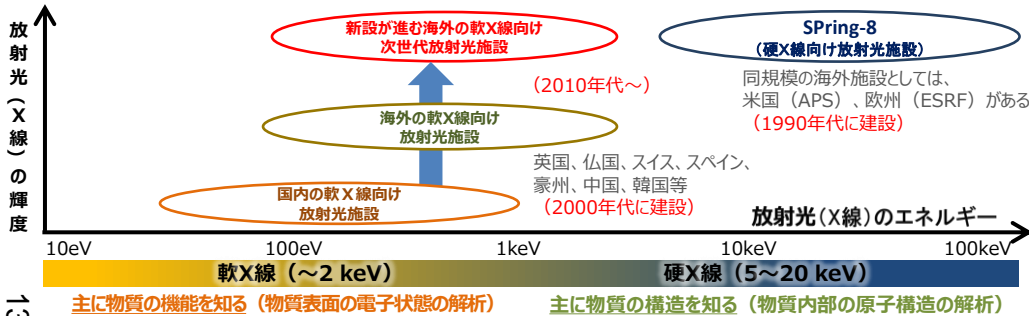 放射光(X線)の輝度
新設が進む海外の軟X線向け
次世代放射光施設
SPring-8
(硬X線向け放射光施設)
(2010年代~)
同規模の海外施設としては、
米国(APS)、欧州(ESRF)がある
(1990年代に建設)
海外の軟X線向け
放射光施設
英国、仏国、スイス、スペイン、
豪州、中国、韓国等
(2000年代に建設)
国内の軟X線向け
放射光施設
放射光(X線)のエネルギー
10eV 100eV 1keV 10keV 100keV
軟X線(~2 keV) 硬X線(5~20 keV)
主に物質の機能を知る(物質表面の電子状態の解析) 主に物質の構造を知る(物質内部の原子構造の解析)